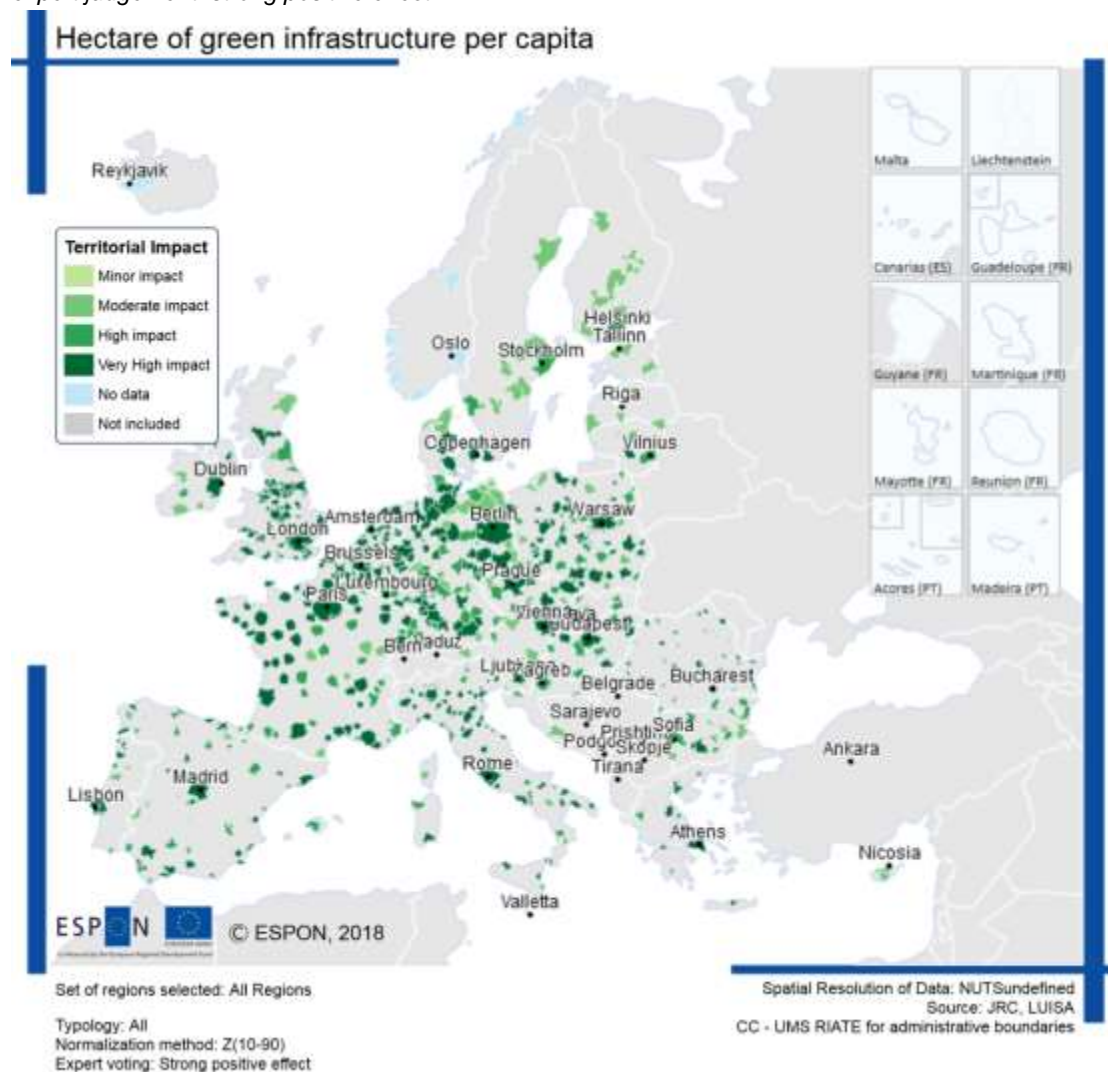 Hectare of green infrastructure per capita
Reykjavik
Malta
Liechtenstein
Canarias (ES)
Guadeloupe (FR)
Territorial Impact
Minor impact
Moderate impact
High impact
Very High impact
No data
Not included
Helsinki
Tallinn
Oslo
Stockholm
Guyane (FR)
Martinique (FR)
Riga
Copenhagen
Vilnius
Dublin
Mayotte (FR)
Reunion (FR)
Amsterdam
Berlin
Warsaw
London
Brussels
Prague
Luxembourg
Paris
Acores (PT)
Madeira (PT)
Vienna
Budapest
Bern
Zagreb
Belgrade
Bucharest
Sarajevo
Sofia
Skopje
Tirana
Ankara
Rome
Madrid
Lisbon
Athens
Nicosia
Valletta
ESPON
© ESPON, 2018
Set of regions selected: All Regions
Spatial Resolution of Data: NUTSundefined
Source: JRC, LUISA
CC - UMS RIATE for administrative boundaries
Typology: All
Normalization method: Z(10-90)
Expert voting: Strong positive effect